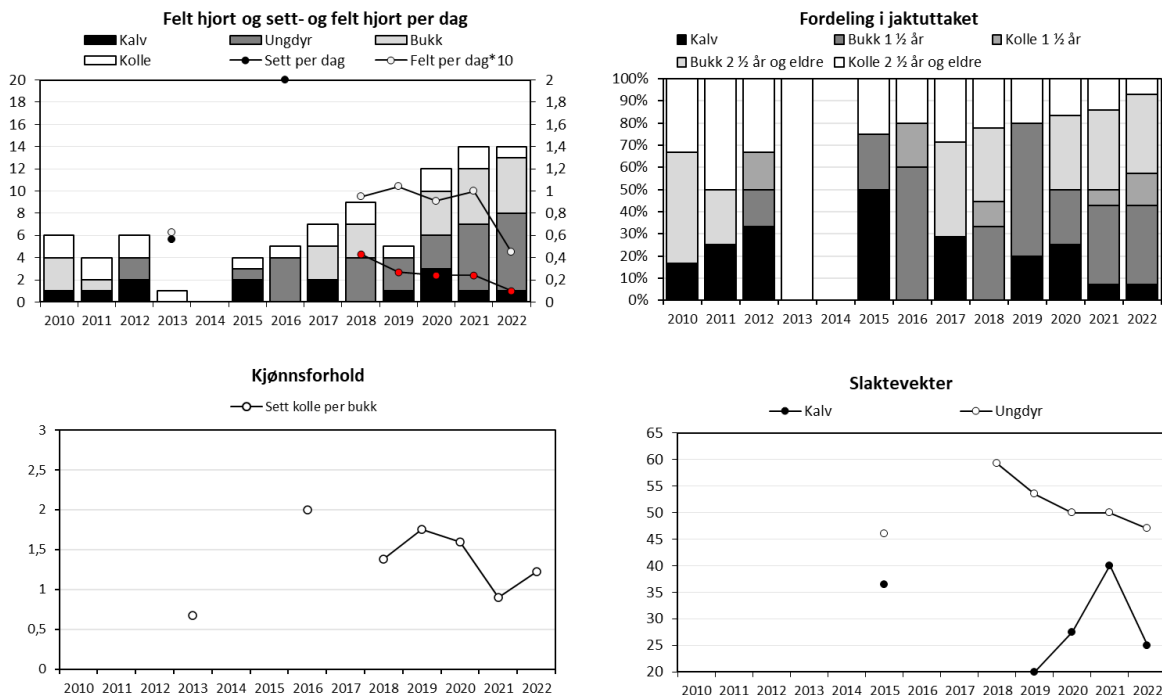 Felt hjort og sett- og felt hjort per dag
Kalv Ungdyr Bukk
Kolle Sett per dag Felt per dag*10
20 2
18 1,8
16 1,6
14 1,4
12 1,2
10 1
8 0,8
6 0,6
4 0,4
2 0,2
0 0
2010 2011 2012 2013 2014 2015 2016 2017 2018 2019 2020 2021 2022
Fordeling i jaktuttaket
Kalv Bukk 1 ½ år Kolle 1 ½ år
Bukk 2 ½ år og eldre Kolle 2 ½ år og eldre
100%
90%
80%
70%
60%
50%
40%
30%
20%
10%
0%
2010 2011 2012 2013 2014 2015 2016 2017 2018 2019 2020 2021 2022
Kjønnsforhold
Sett kolle per bukk
3
2,5
2
1,5
1
0,5
0
2010 2011 2012 2013 2014 2015 2016 2017 2018 2019 2020 2021 2022
Slaktevekter
Kalv Ungdyr
65
60
55
50
45
40
35
30
25
20
2010 2011 2012 2013 2014 2015 2016 2017 2018 2019 2020 2021 2022